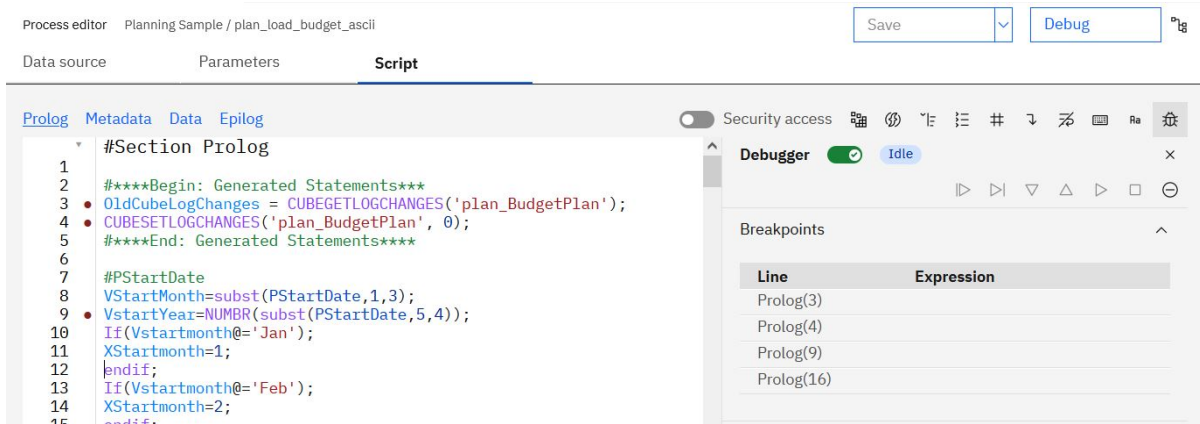 Process editor Planning Sample / plan_load_budget_ascii
Save
Debug
Data source Parameters Script
Prolog Metadata Data Epilog
Security access
Ra
#Section Prolog
1
2 #****Begin: Generated Statements***
3 OldCubeLogChanges = CUBEGETLOGCHANGES('plan_BudgetPlan');
4 CUBESETLOGCHANGES('plan_BudgetPlan', 0);
5 #****End: Generated Statements****
6
7 #PStartDate
8 VStartMonth=subst(PStartDate,1,3);
9 VstartYear=NUMBR(subst(PStartDate,5,4));
10 If(Vstartmonth@='Jan');
11 XStartmonth=1;
12 endif;
13 If(Vstartmonth@='Feb');
14 XStartmonth=2;
15 endif;
Debugger Idle
Breakpoints
Line Expression
Prolog(3)
Prolog(4)
Prolog(9)
Prolog(16)